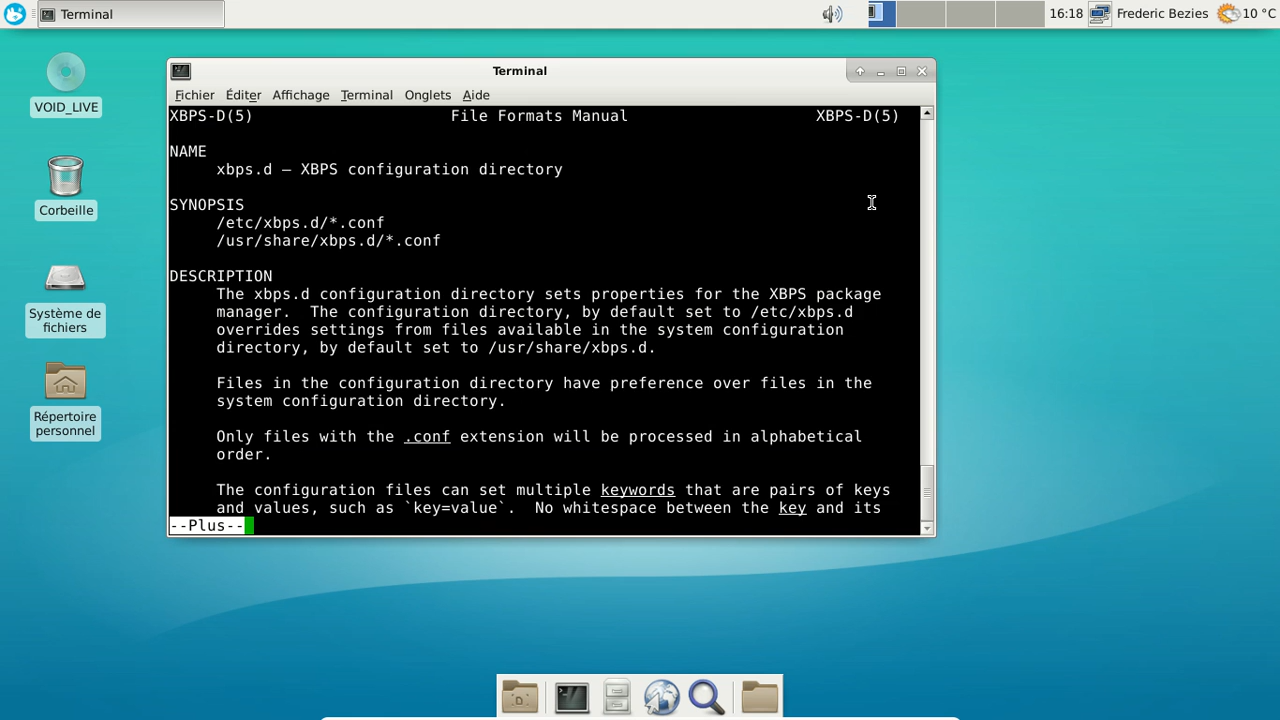 Terminal
16:18
Frederic Bezies
10 °C
VOID_LIVE
Corbeille
Système de
fichiers
Répertoire
personnel
Terminal
Fichier Éditer Affichage Terminal Onglets Aide
XBPS-D(5) File Formats Manual XBPS-D(5)
NAME
xbps.d – XBPS configuration directory
SYNOPSIS
/etc/xbps.d/*.conf
/usr/share/xbps.d/*.conf
DESCRIPTION
The xbps.d configuration directory sets properties for the XBPS package
manager.  The configuration directory, by default set to /etc/xbps.d
overrides settings from files available in the system configuration
directory, by default set to /usr/share/xbps.d.
Files in the configuration directory have preference over files in the
system configuration directory.
Only files with the .conf extension will be processed in alphabetical
order.
The configuration files can set multiple keywords that are pairs of keys
and values, such as `key=value`.  No whitespace between the key and its
--Plus--
D